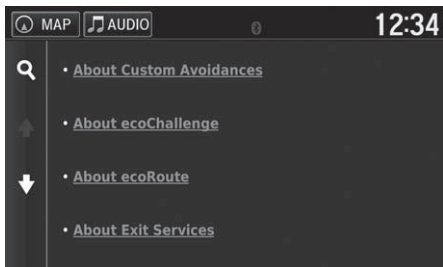 MAP AUDIO 12:34
• About Custom Avoidances
• About ecoChallenge
• About ecoRoute
• About Exit Services